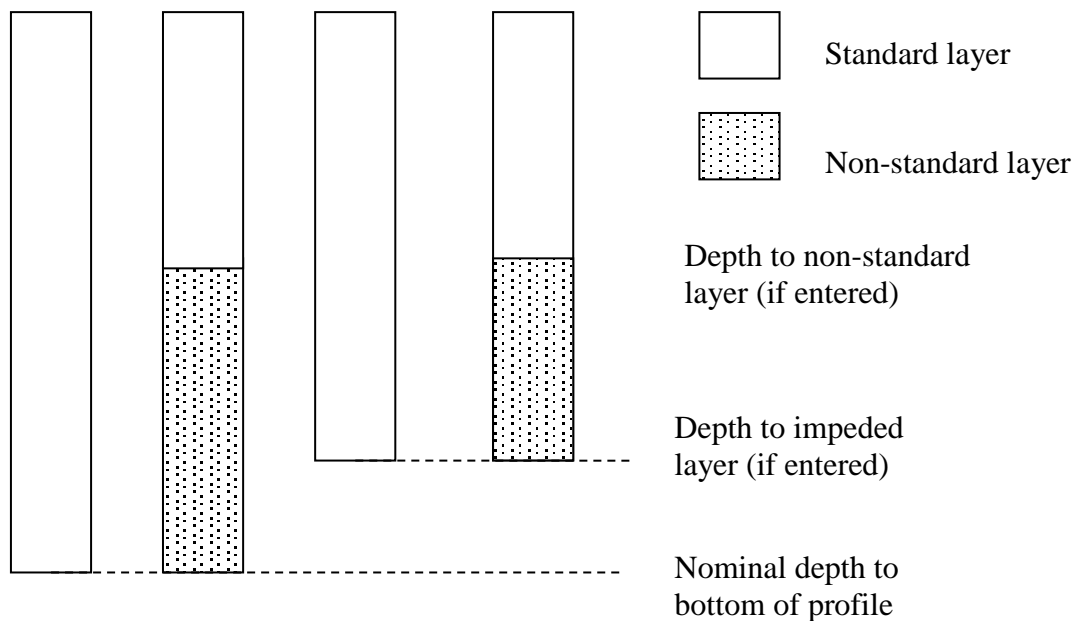 Standard layer
Non-standard layer
Depth to non-standard
layer (if entered)
Depth to impeded
layer (if entered)
Nominal depth to
bottom of profile